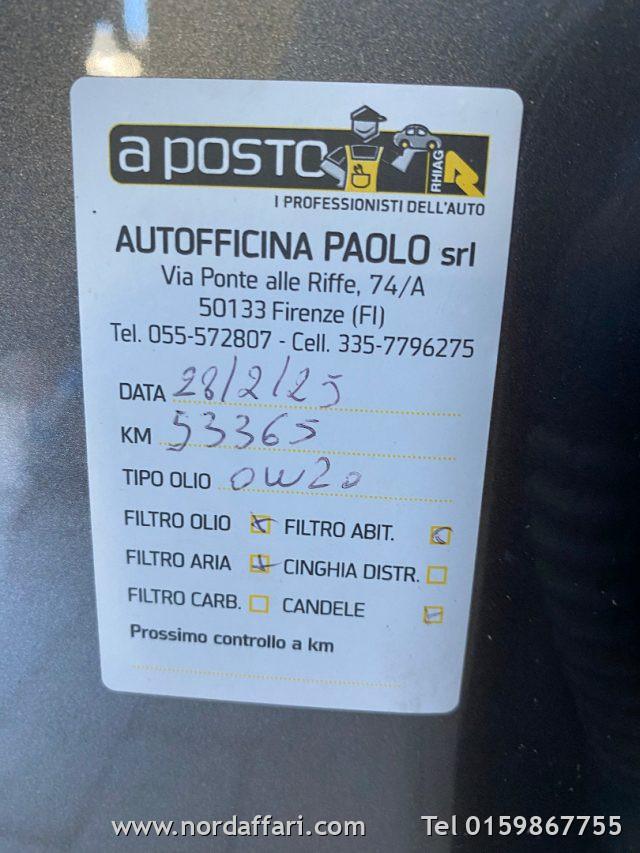 a posto
RHIAG
I PROFESSIONISTI DELL'AUTO
AUTOFFICINA PAOLO srl
Via Ponte alle Riffe, 74/A
50133 Firenze (FI)
Tel. 055-572807 - Cell. 335-7796275
DATA 28/2/25
KM 53365
TIPO OLIO 0W20
FILTRO OLIO FILTRO ABIT.
FILTRO ARIA CINGHIA DISTR.
FILTRO CARB. CANDELE
Prossimo controllo a km
www.nordaffari.com Tel 0159867755